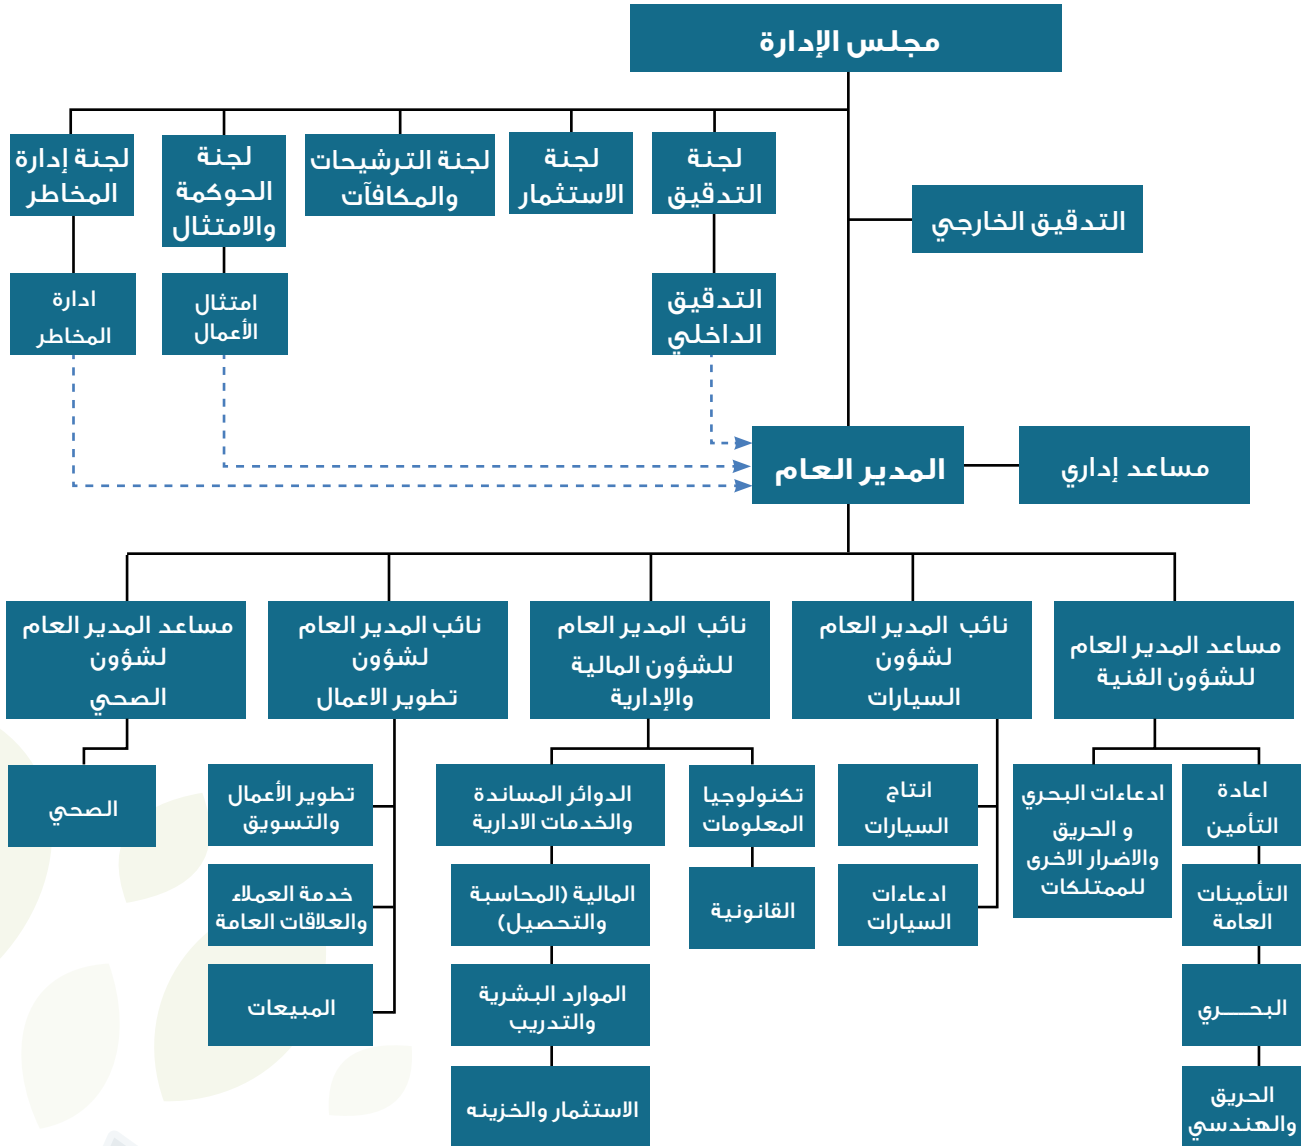 مجلس الإدارة
لجنة
التدقيق
لجنة
الاستثمار
لجنة الترشيحات
والمكافآت
لجنة
الحوكمة
والامتثال
لجنة إدارة
المخاطر
التدقيق الخارجي
التدقيق
الداخلي
امتثال
الأعمال
ادارة
المخاطر
مساعد إداري
المدير العام
مساعد المدير العام
للشؤون الفنية
نائب المدير العام
لشؤون
السيارات
نائب المدير العام
للشؤون المالية
والإدارية
نائب المدير العام
لشؤون
تطوير الاعمال
مساعد المدير العام
لشؤون
الصحي
اعادة
التأمين
التأمينات
العامة
البحـــري
الحريق
والهندسي
ادعاءات البحري
و الحريق
والاضرار الاخرى
للممتلكات
انتاج
السيارات
ادعاءات
السيارات
تكنولوجيا
المعلومات
القانونية
الدوائر المساندة
والخدمات الادارية
المالية (المحاسبة
والتحصيل)
الموارد البشرية
والتدريب
الاستثمار والخزينه
تطوير الأعمال
والتسويق
خدمة العملاء
والعلاقات العامة
المبيعات
الصحي